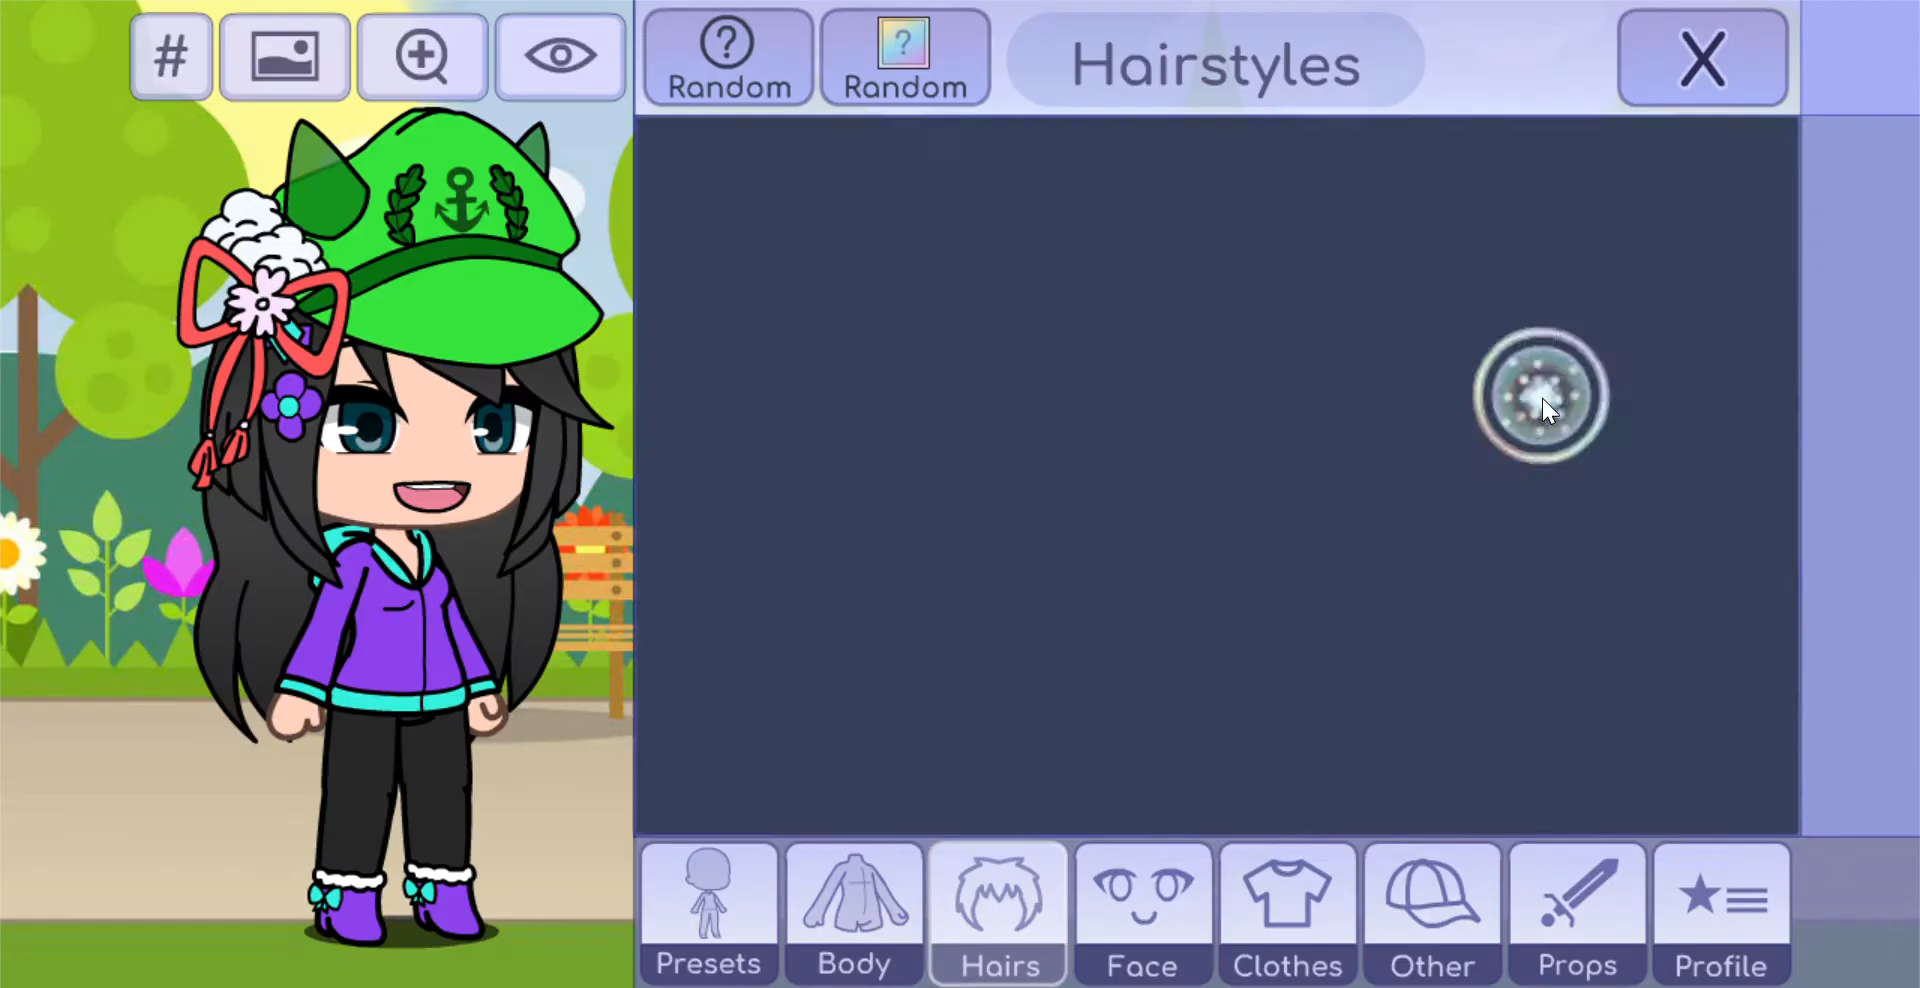 #
? Random
? Random
Hairstyles
X
Presets
Body
Hairs
Face
Clothes
Other
Props
Profile